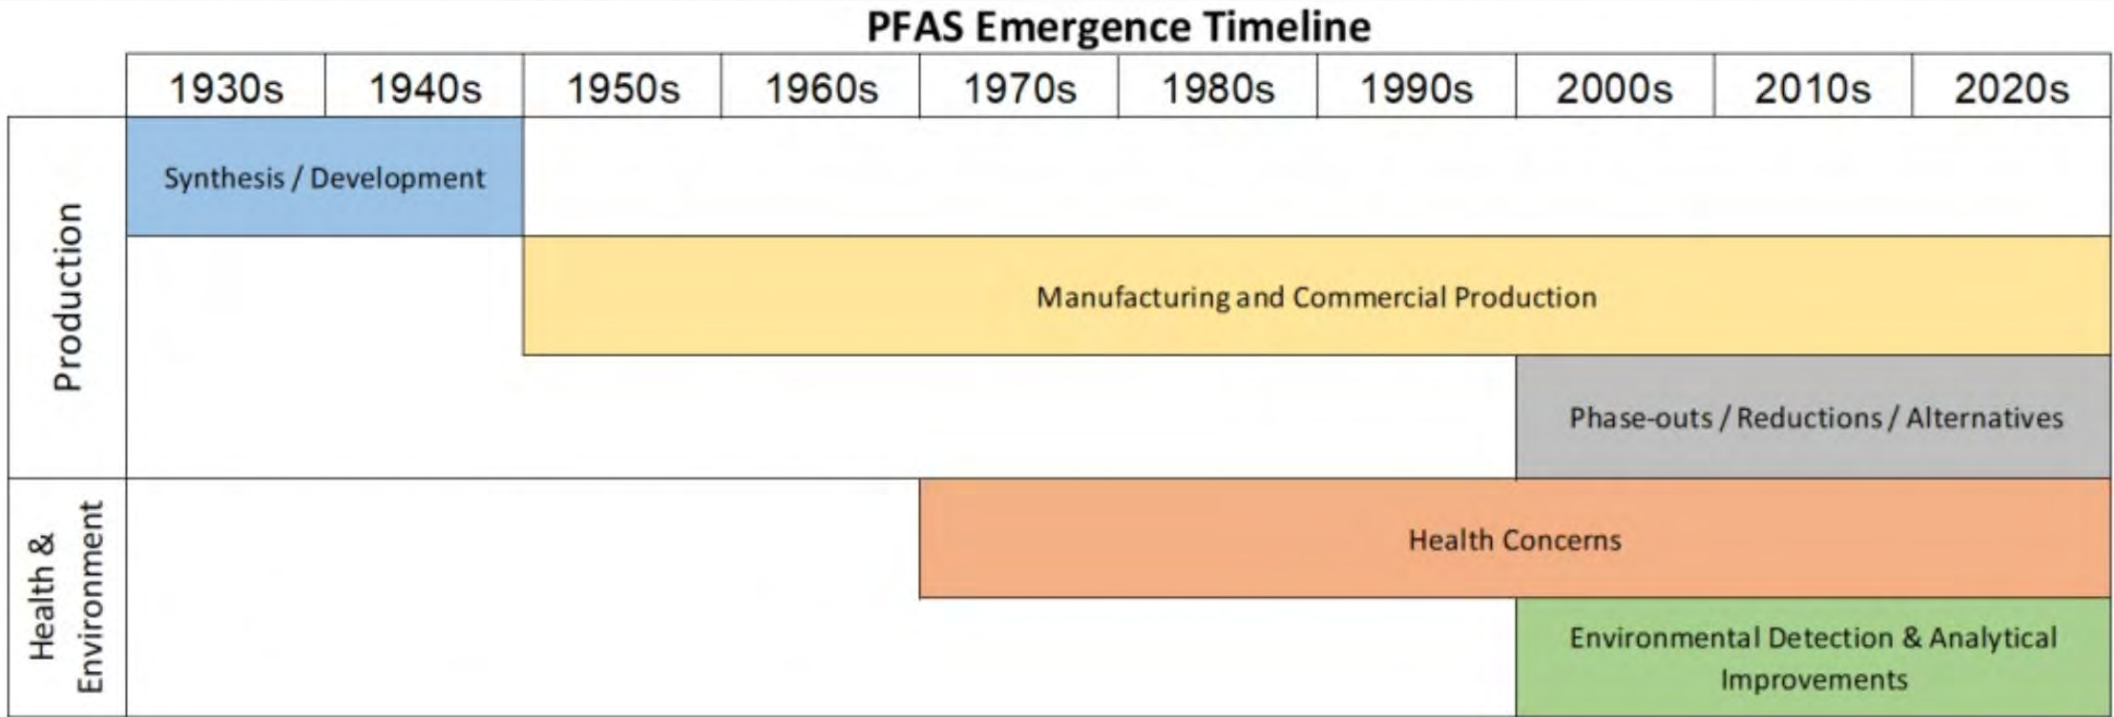 PFAS Emergence Timeline
1930s 1940s 1950s 1960s 1970s 1980s 1990s 2000s 2010s 2020s
Production
Synthesis / Development
Manufacturing and Commercial Production
Phase-outs / Reductions / Alternatives
Health &
Environment
Health Concerns
Environmental Detection & Analytical
Improvements